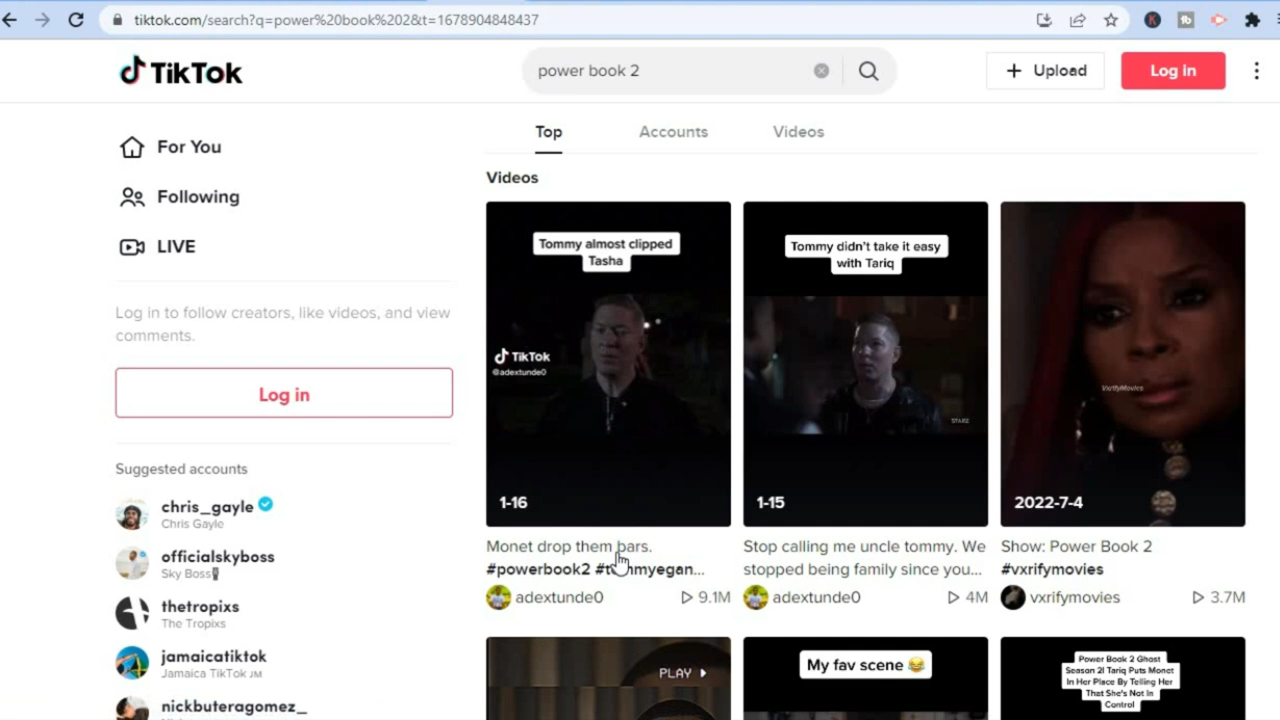 tiktok.com/search?q=power%20book%202&t=1678904848437
TikTok
power book 2
+ Upload
Log in
For You
Following
LIVE
Log in to follow creators, like videos, and view
comments.
Log in
Suggested accounts
chris_gayle
Chris Gayle
officialskyboss
Sky Boss
thetropixs
The Tropixs
jamaicatiktok
Jamaica TikTok JM
nickbuteragomez_
Top
Accounts
Videos
Videos
Tommy almost clipped
Tasha
TikTok
@adextunde0
1-16
Monet drop them bars.
#powerbook2 #tommyegan...
adextunde0
9.1M
Tommy didn't take it easy
with Tariq
STARZ
1-15
Stop calling me uncle tommy. We
stopped being family since you...
adextunde0
4M
VxrifyMovies
2022-7-4
Show: Power Book 2
#vxrifymovies
vxrifymovies
3.7M
PLAY
My fav scene 😂
Power Book 2 Ghost
Season 2| Tariq Puts Monet
In Her Place By Telling Her
That She's Not In
Control